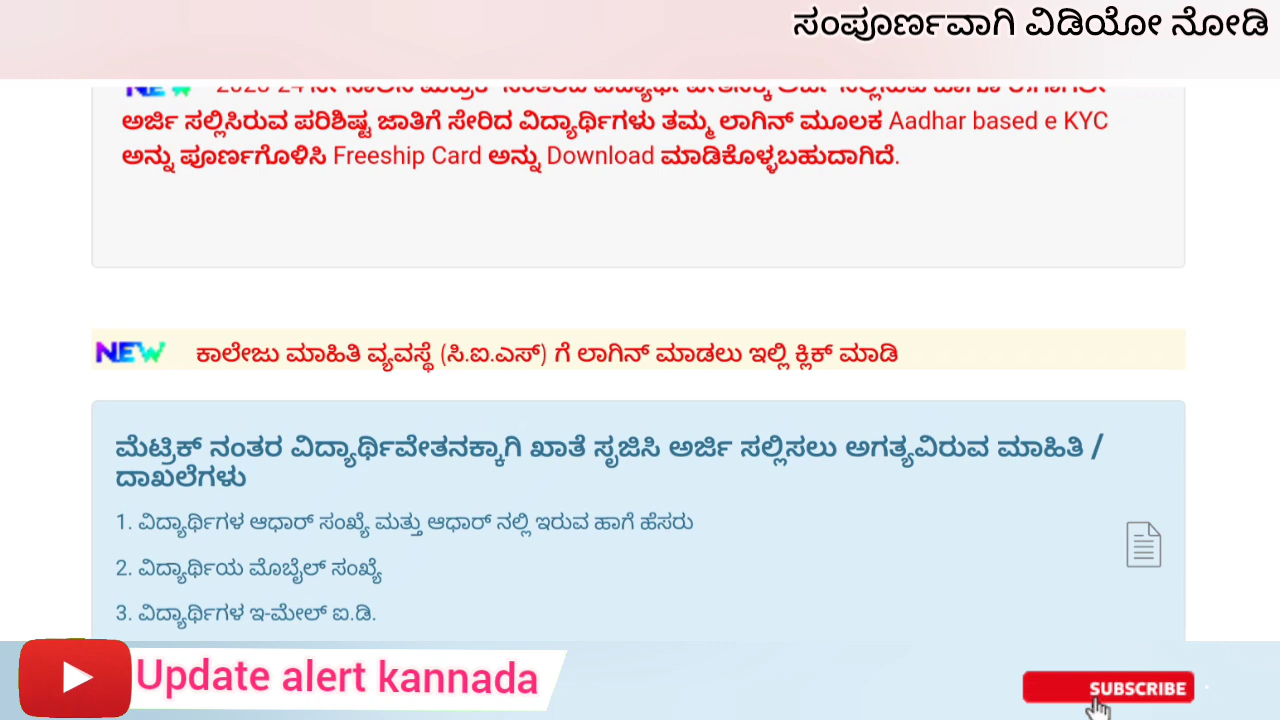 ಸಂಪೂರ್ಣವಾಗಿ ವಿಡಿಯೋ ನೋಡಿ
NEW
ಅರ್ಜಿ ಸಲ್ಲಿಸಿರುವ ಪರಿಶಿಷ್ಟ ಜಾತಿಗೆ ಸೇರಿದ ವಿದ್ಯಾರ್ಥಿಗಳು ತಮ್ಮ ಲಾಗಿನ್ ಮೂಲಕ Aadhar based e KYC
ಅನ್ನು ಪೂರ್ಣಗೊಳಿಸಿ Freeship Card ಅನ್ನು Download ಮಾಡಿಕೊಳ್ಳಬಹುದಾಗಿದೆ.
NEW ಕಾಲೇಜು ಮಾಹಿತಿ ವ್ಯವಸ್ಥೆ (ಸಿ.ಐ.ಎಸ್) ಗೆ ಲಾಗಿನ್ ಮಾಡಲು ಇಲ್ಲಿ ಕ್ಲಿಕ್ ಮಾಡಿ
ಮೆಟ್ರಿಕ್ ನಂತರ ವಿದ್ಯಾರ್ಥಿವೇತನಕ್ಕಾಗಿ ಖಾತೆ ಸೃಜಿಸಿ ಅರ್ಜಿ ಸಲ್ಲಿಸಲು ಅಗತ್ಯವಿರುವ ಮಾಹಿತಿ /
ದಾಖಲೆಗಳು
1. ವಿದ್ಯಾರ್ಥಿಗಳ ಆಧಾರ್ ಸಂಖ್ಯೆ ಮತ್ತು ಆಧಾರ್ ನಲ್ಲಿ ಇರುವ ಹಾಗೆ ಹೆಸರು
2. ವಿದ್ಯಾರ್ಥಿಯ ಮೊಬೈಲ್ ಸಂಖ್ಯೆ
3. ವಿದ್ಯಾರ್ಥಿಗಳ ಇ-ಮೇಲ್ ಐ.ಡಿ.
Update alert kannada
SUBSCRIBE